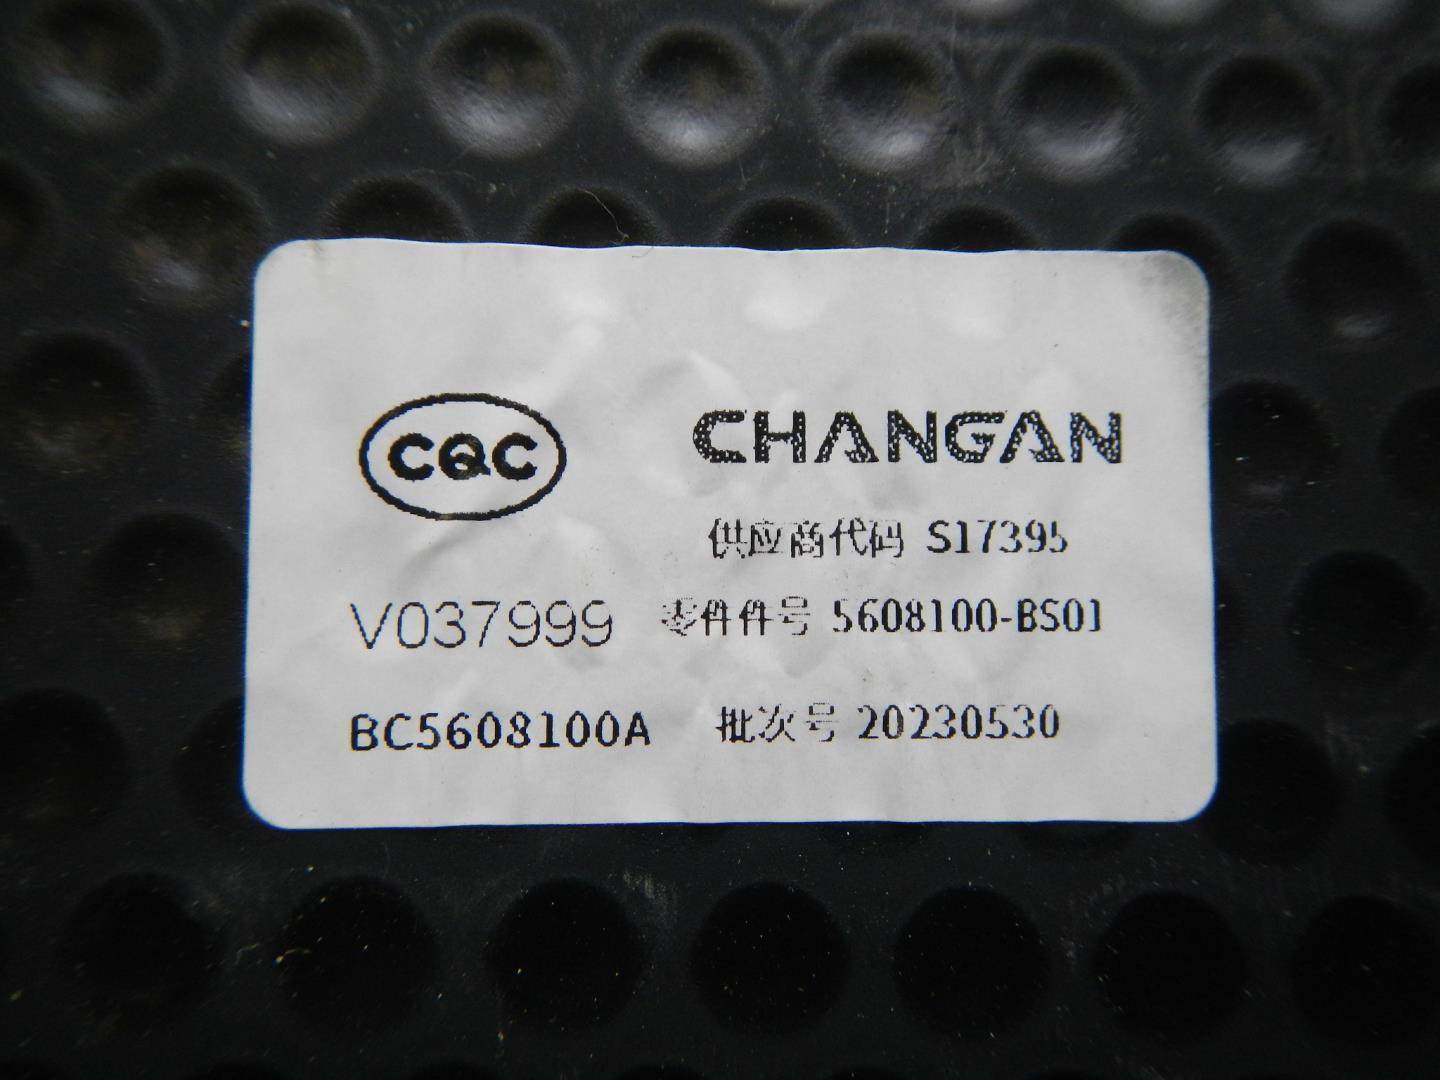 CQC
CHANGAN
供应商代码 S17395
V037999
零件件号 5608100-BS01
BC5608100A
批次号 20230530